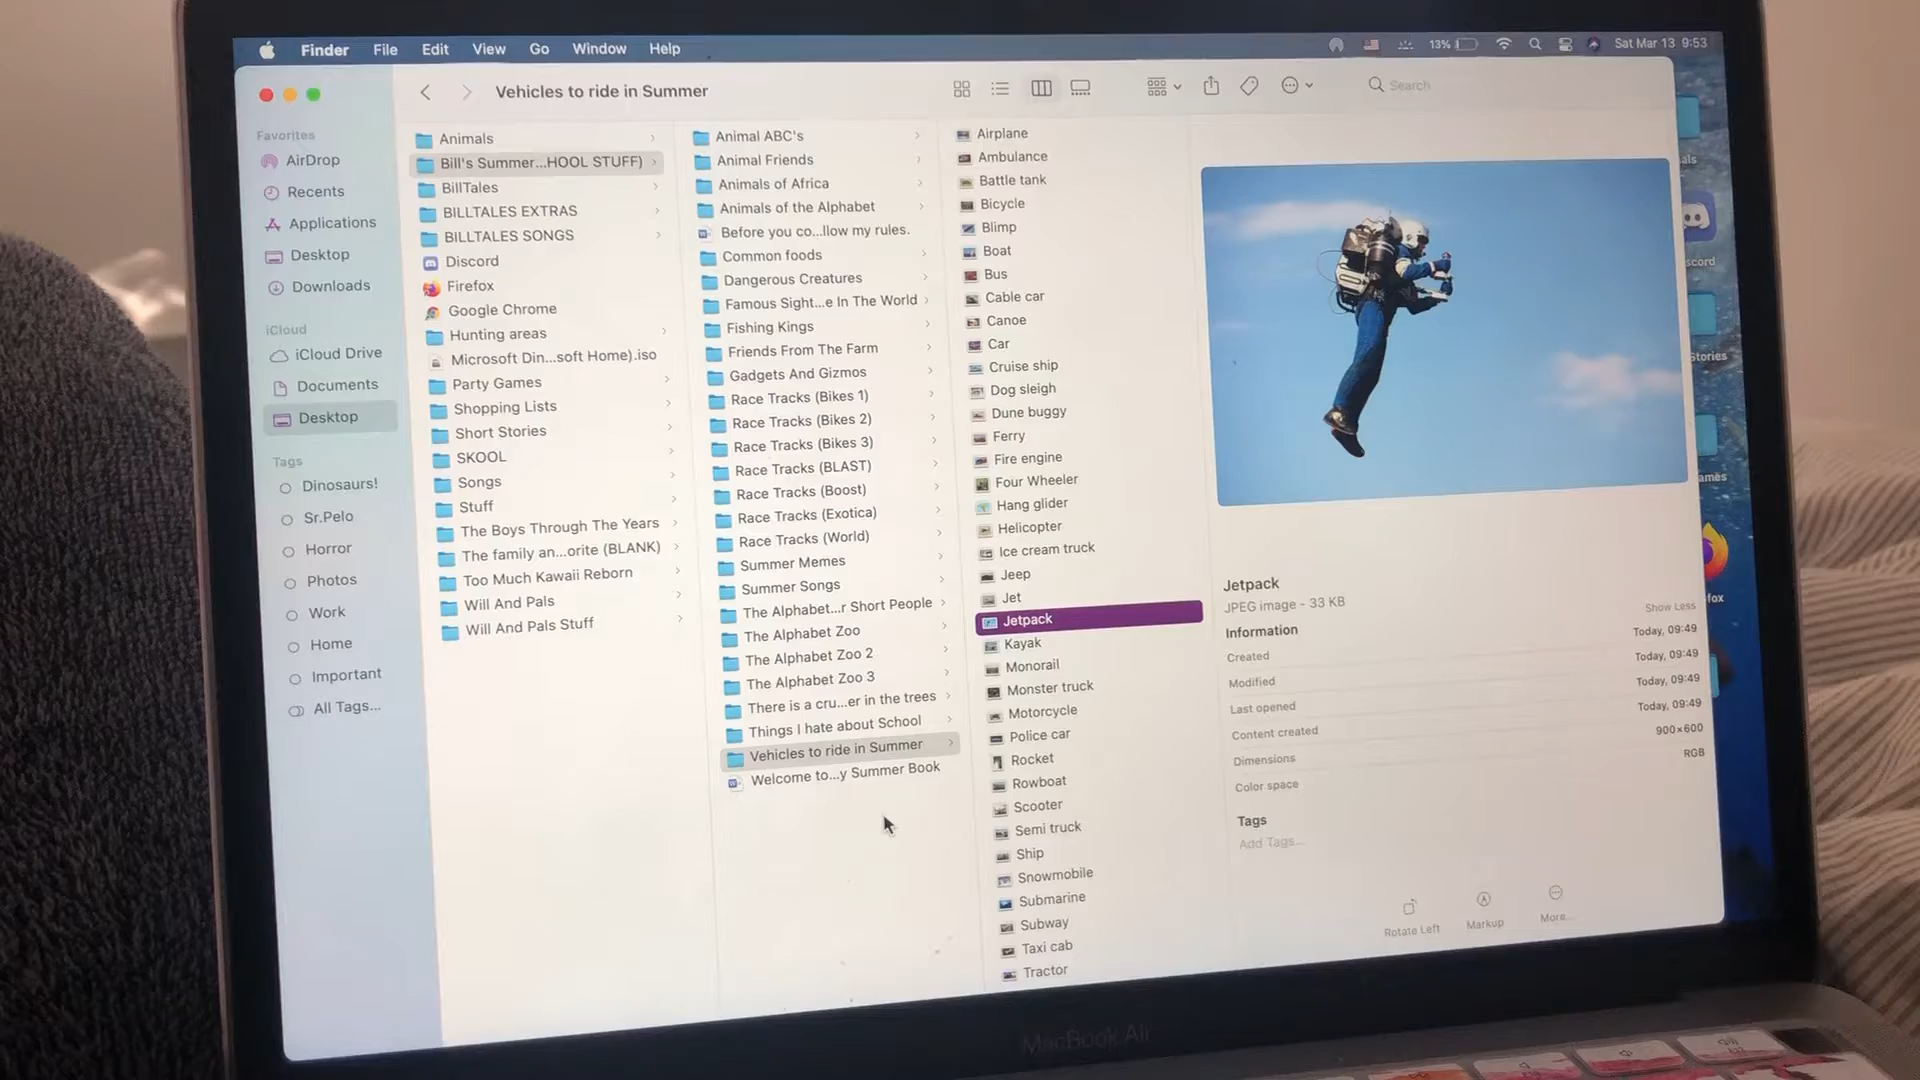 Finder File Edit View Go Window Help
13% Sat Mar 13 9:53
Vehicles to ride in Summer
Search
Favorites
AirDrop
Recents
Applications
Desktop
Downloads
iCloud
iCloud Drive
Documents
Desktop
Tags
Dinosaurs!
Sr.Pelo
Horror
Photos
Work
Home
Important
All Tags...
Animals
Bill's Summer...HOOL STUFF)
BillTales
BILLTALES EXTRAS
BILLTALES SONGS
Discord
Firefox
Google Chrome
Hunting areas
Microsoft Din...soft Home).iso
Party Games
Shopping Lists
Short Stories
SKOOL
Songs
Stuff
The Boys Through The Years
The family an...orite (BLANK)
Too Much Kawaii Reborn
Will And Pals
Will And Pals Stuff
Animal ABC's
Animal Friends
Animals of Africa
Animals of the Alphabet
Before you co...llow my rules.
Common foods
Dangerous Creatures
Famous Sight...e In The World
Fishing Kings
Friends From The Farm
Gadgets And Gizmos
Race Tracks (Bikes 1)
Race Tracks (Bikes 2)
Race Tracks (Bikes 3)
Race Tracks (BLAST)
Race Tracks (Boost)
Race Tracks (Exotica)
Race Tracks (World)
Summer Memes
Summer Songs
The Alphabet...r Short People
The Alphabet Zoo
The Alphabet Zoo 2
The Alphabet Zoo 3
There is a cru...er in the trees
Things I hate about School
Vehicles to ride in Summer
Welcome to...y Summer Book
Airplane
Ambulance
Battle tank
Bicycle
Blimp
Boat
Bus
Cable car
Canoe
Car
Cruise ship
Dog sleigh
Dune buggy
Ferry
Fire engine
Four Wheeler
Hang glider
Helicopter
Ice cream truck
Jeep
Jet
Jetpack
Kayak
Monorail
Monster truck
Motorcycle
Police car
Rocket
Rowboat
Scooter
Semi truck
Ship
Snowmobile
Submarine
Subway
Taxi cab
Tractor
Jetpack
JPEG image - 33 KB
Information Show Less
Created Today, 09:49
Modified Today, 09:49
Last opened Today, 09:49
Content created Today, 09:49
Dimensions 900×600
Color space RGB
Tags
Add Tags...
Rotate Left Markup More...
als
scord
Stories
ames
fox
MacBook Air